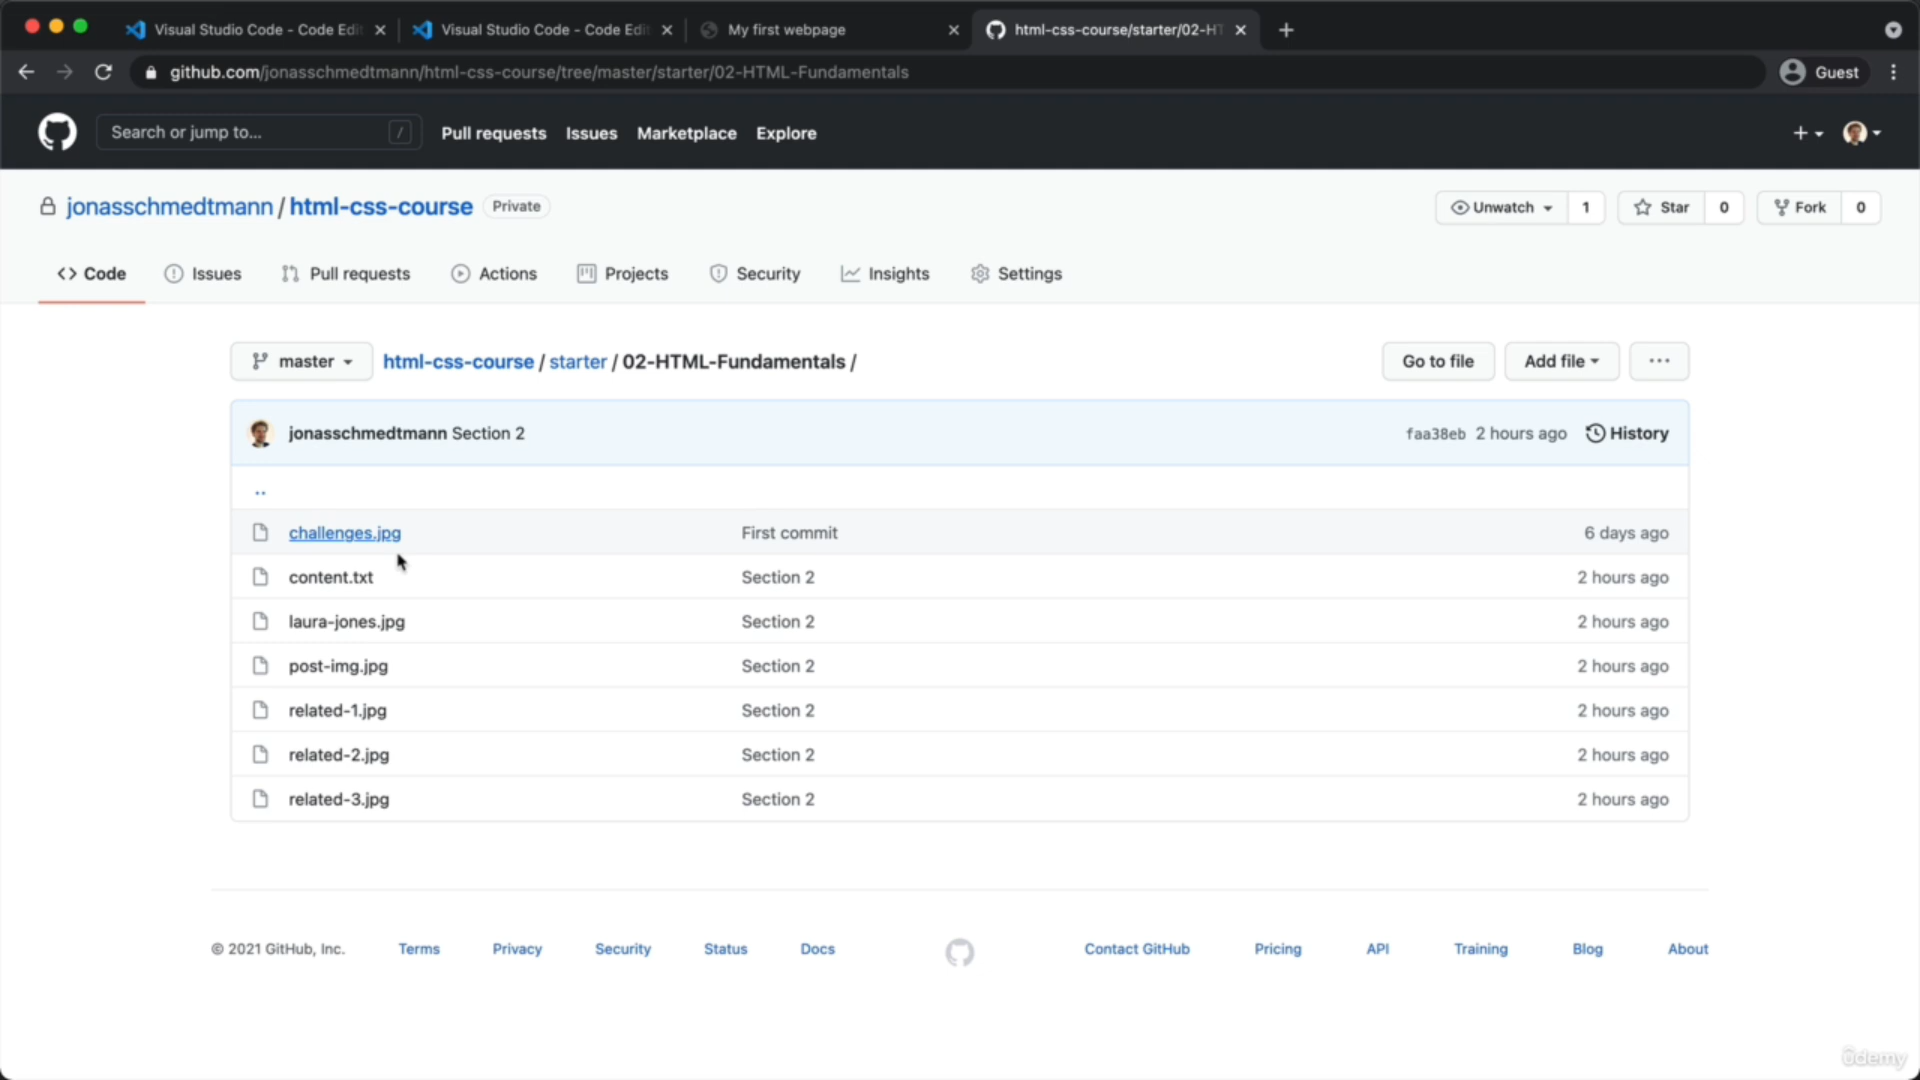 Visual Studio Code - Code Edi
Visual Studio Code - Code Edi
My first webpage
html-css-course/starter/02-HT
github.com/jonasschmedtmann/html-css-course/tree/master/starter/02-HTML-Fundamentals
Guest
Search or jump to...
/
Pull requests
Issues
Marketplace
Explore
jonasschmedtmann / html-css-course
Private
Unwatch
1
Star
0
Fork
0
Code
Issues
Pull requests
Actions
Projects
Security
Insights
Settings
master
html-css-course / starter / 02-HTML-Fundamentals /
Go to file
Add file
...
jonasschmedtmann Section 2
faa38eb 2 hours ago
History
..
challenges.jpg
First commit
6 days ago
content.txt
Section 2
2 hours ago
laura-jones.jpg
Section 2
2 hours ago
post-img.jpg
Section 2
2 hours ago
related-1.jpg
Section 2
2 hours ago
related-2.jpg
Section 2
2 hours ago
related-3.jpg
Section 2
2 hours ago
© 2021 GitHub, Inc.
Terms
Privacy
Security
Status
Docs
Contact GitHub
Pricing
API
Training
Blog
About
ûdemy